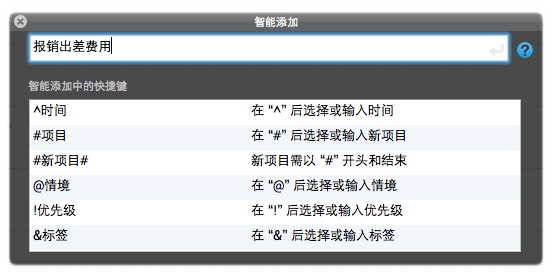 智能添加
报销出差费用
智能添加中的快捷键
^时间 在 “^” 后选择或输入时间
#项目 在 “#” 后选择或输入新项目
#新项目# 新项目需以 “#” 开头和结束
@情境 在 “@” 后选择或输入情境
!优先级 在 “!” 后选择或输入优先级
&标签 在 “&” 后选择或输入标签